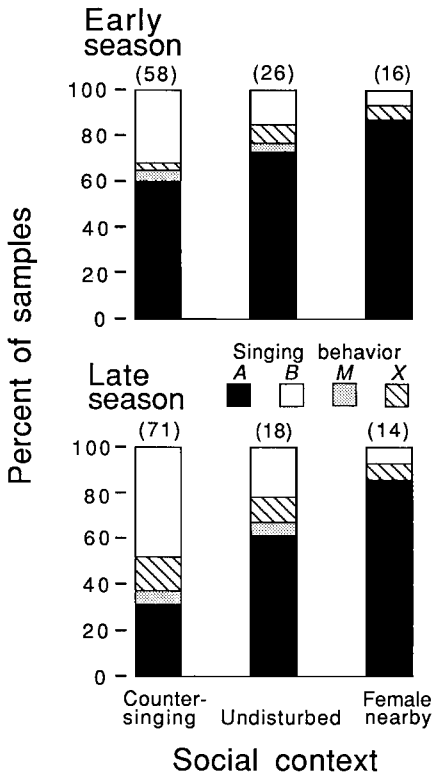 Early
season
(58) (26) (16)
100
80
60
40
20
0
Percent of samples
Singing behavior
A B M X
Late
season
(71) (18) (14)
100
80
60
40
20
0
Counter-
singing
Undisturbed
Female
nearby
Social context